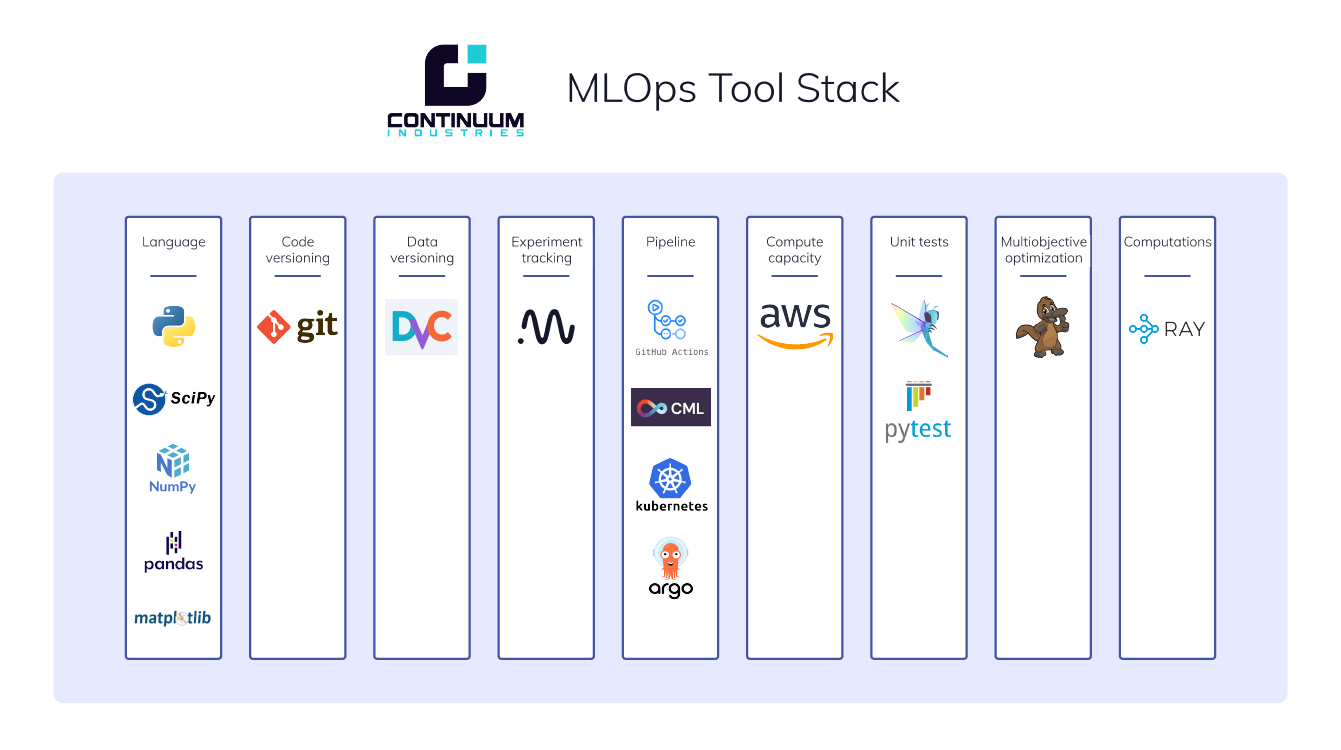 CONTINUUM
INDUSTRIES
MLOps Tool Stack
Language
SciPy
NumPy
pandas
matplotlib
Code
versioning
git
Data
versioning
DVC
Experiment
tracking
Pipeline
GitHub Actions
CML
kubernetes
argo
Compute
capacity
aws
Unit tests
pytest
Multiobjective
optimization
Computations
RAY